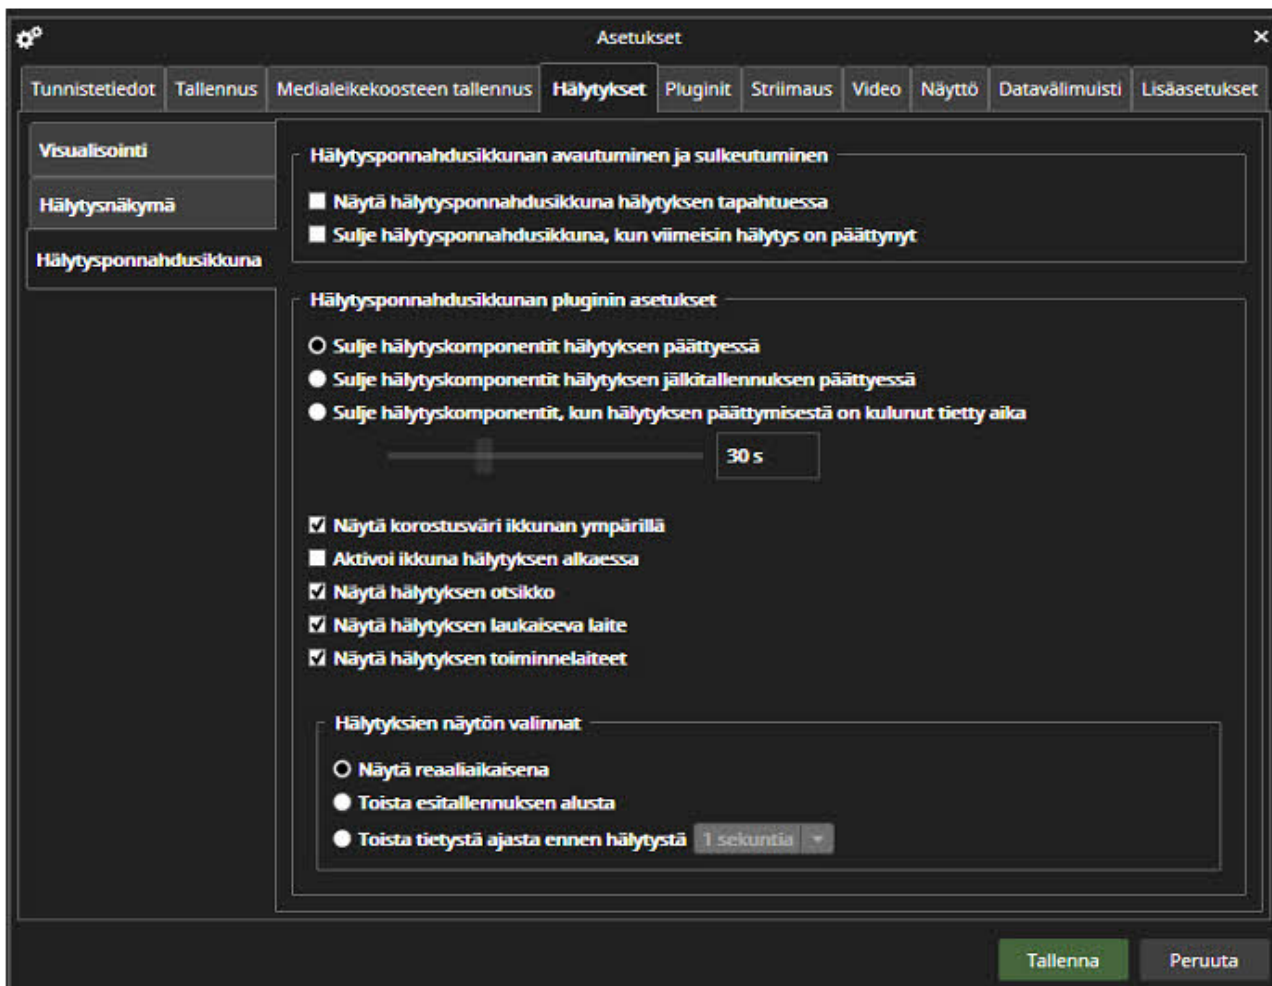 Asetukset
Tunnistetiedot Tallennus Medialeikekoosteen tallennus Hälytykset Pluginit Striimaus Video Näyttö Datavälimuisti Lisäasetukset
Visualisointi
Hälytysnäkymä
Hälytysponnahdusikkuna
Hälytysponnahdusikkunan avautuminen ja sulkeutuminen
Näytä hälytysponnahdusikkuna hälytyksen tapahtuessa
Sulje hälytysponnahdusikkuna, kun viimeisin hälytys on päättynyt
Hälytysponnahdusikkunan pluginin asetukset
Sulje hälytyskomponentit hälytyksen päättyessä
Sulje hälytyskomponentit hälytyksen jälkitallennuksen päättyessä
Sulje hälytyskomponentit, kun hälytyksen päättymisestä on kulunut tietty aika
30 s
Näytä korostusväri ikkunan ympärillä
Aktivoi ikkuna hälytyksen alkaessa
Näytä hälytyksen otsikko
Näytä hälytyksen laukaiseva laite
Näytä hälytyksen toiminnelaiteet
Hälytyksien näytön valinnat
Näytä reaaliaikaisena
Toista esitallennuksen alusta
Toista tietystä ajasta ennen hälytystä 1 sekuntia
Tallenna Peruuta